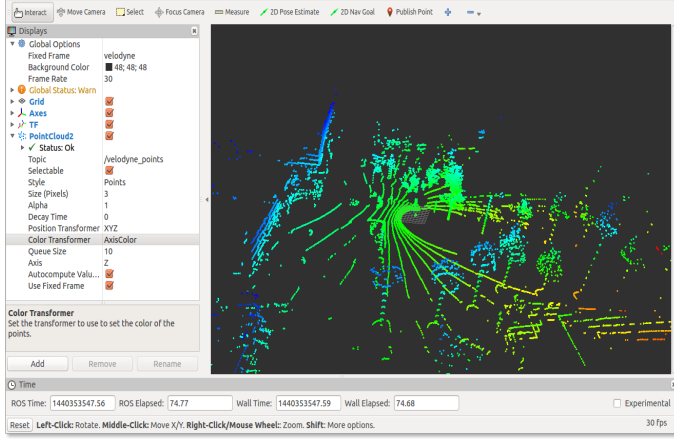 Interact Move Camera Select Focus Camera Measure 2D Pose Estimate 2D Nav Goal Publish Point
Displays
Global Options
Fixed Frame velodyne
Background Color 48; 48; 48
Frame Rate 30
Global Status: Warn
Grid
Axes
TF
PointCloud2
Status: Ok
Topic /velodyne_points
Selectable
Style Points
Size (Pixels) 3
Alpha 1
Decay Time 0
Position Transformer XYZ
Color Transformer AxisColor
Queue Size 10
Axis Z
Autocompute Valu...
Use Fixed Frame
Color Transformer
Set the transformer to use to set the color of the
points.
Add Remove Rename
Time
ROS Time: 1440353547.56 ROS Elapsed: 74.77 Wall Time: 1440353547.59 Wall Elapsed: 74.68 Experimental
Reset Left-Click: Rotate. Middle-Click: Move X/Y. Right-Click/Mouse Wheel: Zoom. Shift: More options. 30 fps